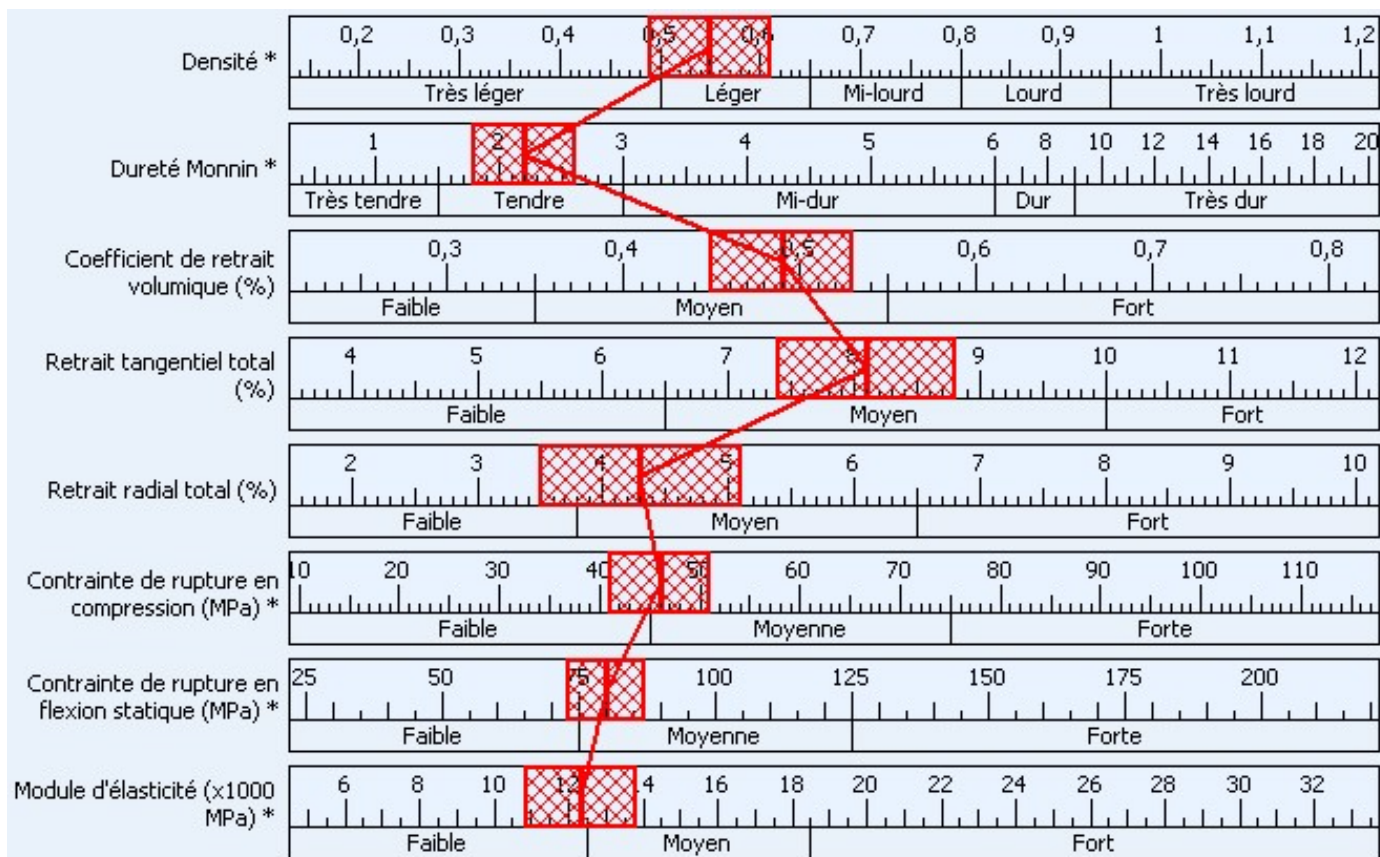 0,2 0,3 0,4 0,5 0,6 0,7 0,8 0,9 1 1,1 1,2
Densité *
Très léger Léger Mi-lourd Lourd Très lourd
1 2 3 4 5 6 8 10 12 14 16 18 20
Dureté Monnin *
Très tendre Tendre Mi-dur Dur Très dur
0,3 0,4 0,5 0,6 0,7 0,8
Coefficient de retrait
volumique (%)
Faible Moyen Fort
4 5 6 7 8 9 10 11 12
Retrait tangentiel total
(%)
Faible Moyen Fort
2 3 4 5 6 7 8 9 10
Retrait radial total (%)
Faible Moyen Fort
10 20 30 40 50 60 70 80 90 100 110
Contrainte de rupture en
compression (MPa) *
Faible Moyenne Forte
25 50 75 100 125 150 175 200
Contrainte de rupture en
flexion statique (MPa) *
Faible Moyenne Forte
6 8 10 12 14 16 18 20 22 24 26 28 30 32
Module d'élasticité (x1000
MPa) *
Faible Moyen Fort